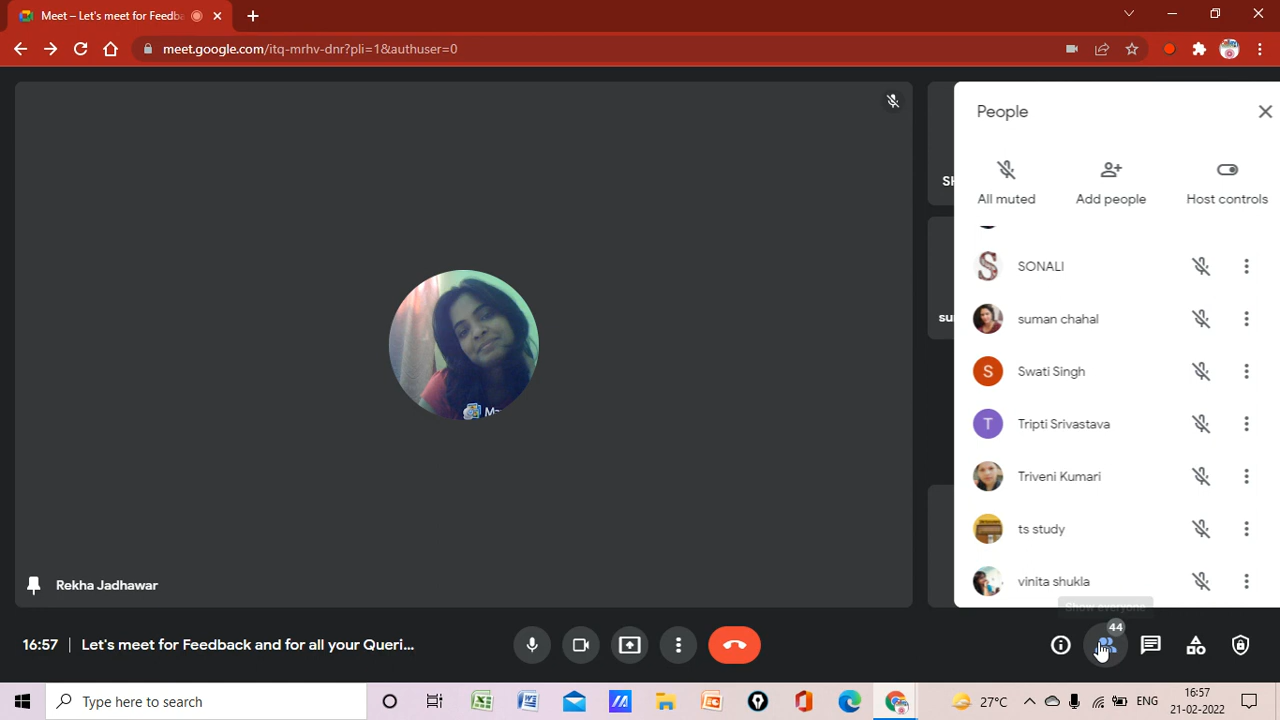 Meet – Let's meet for Feedb
meet.google.com/itq-mrhv-dnr?pli=1&authuser=0
People
All muted
Add people
Host controls
SONALI
suman chahal
S
Swati Singh
T
Tripti Srivastava
Triveni Kumari
ts study
vinita shukla
Show everyone
Rekha Jadhawar
16:57
Let's meet for Feedback and for all your Queri...
44
Type here to search
27°C
ENG
16:57
21-02-2022